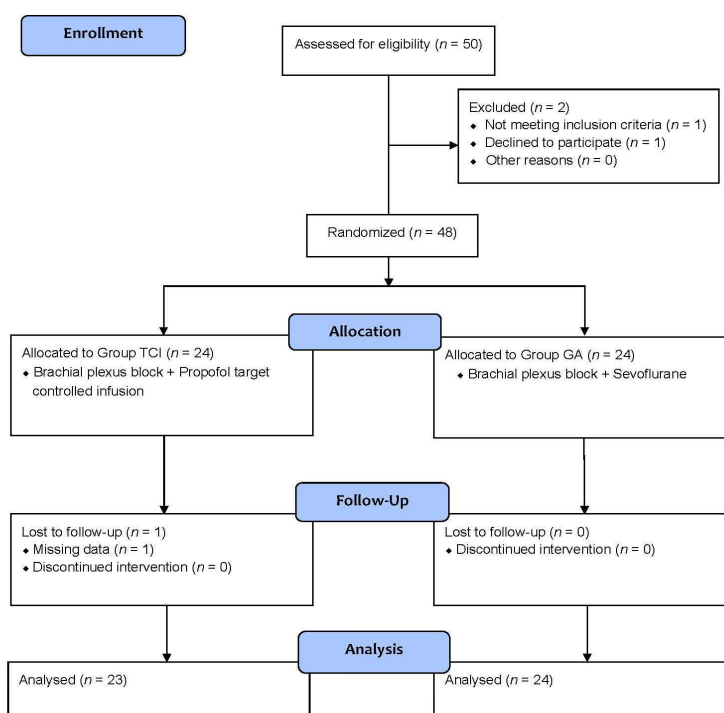 Enrollment
Assessed for eligibility (n = 50)
Excluded (n = 2)
⬥ Not meeting inclusion criteria (n = 1)
⬥ Declined to participate (n = 1)
⬥ Other reasons (n = 0)
Randomized (n = 48)
Allocation
Allocated to Group TCI (n = 24)
⬥ Brachial plexus block + Propofol target
controlled infusion
Allocated to Group GA (n = 24)
⬥ Brachial plexus block + Sevoflurane
Follow-Up
Lost to follow-up (n = 1)
⬥ Missing data (n = 1)
⬥ Discontinued intervention (n = 0)
Lost to follow-up (n = 0)
⬥ Discontinued intervention (n = 0)
Analysis
Analysed (n = 23)
Analysed (n = 24)